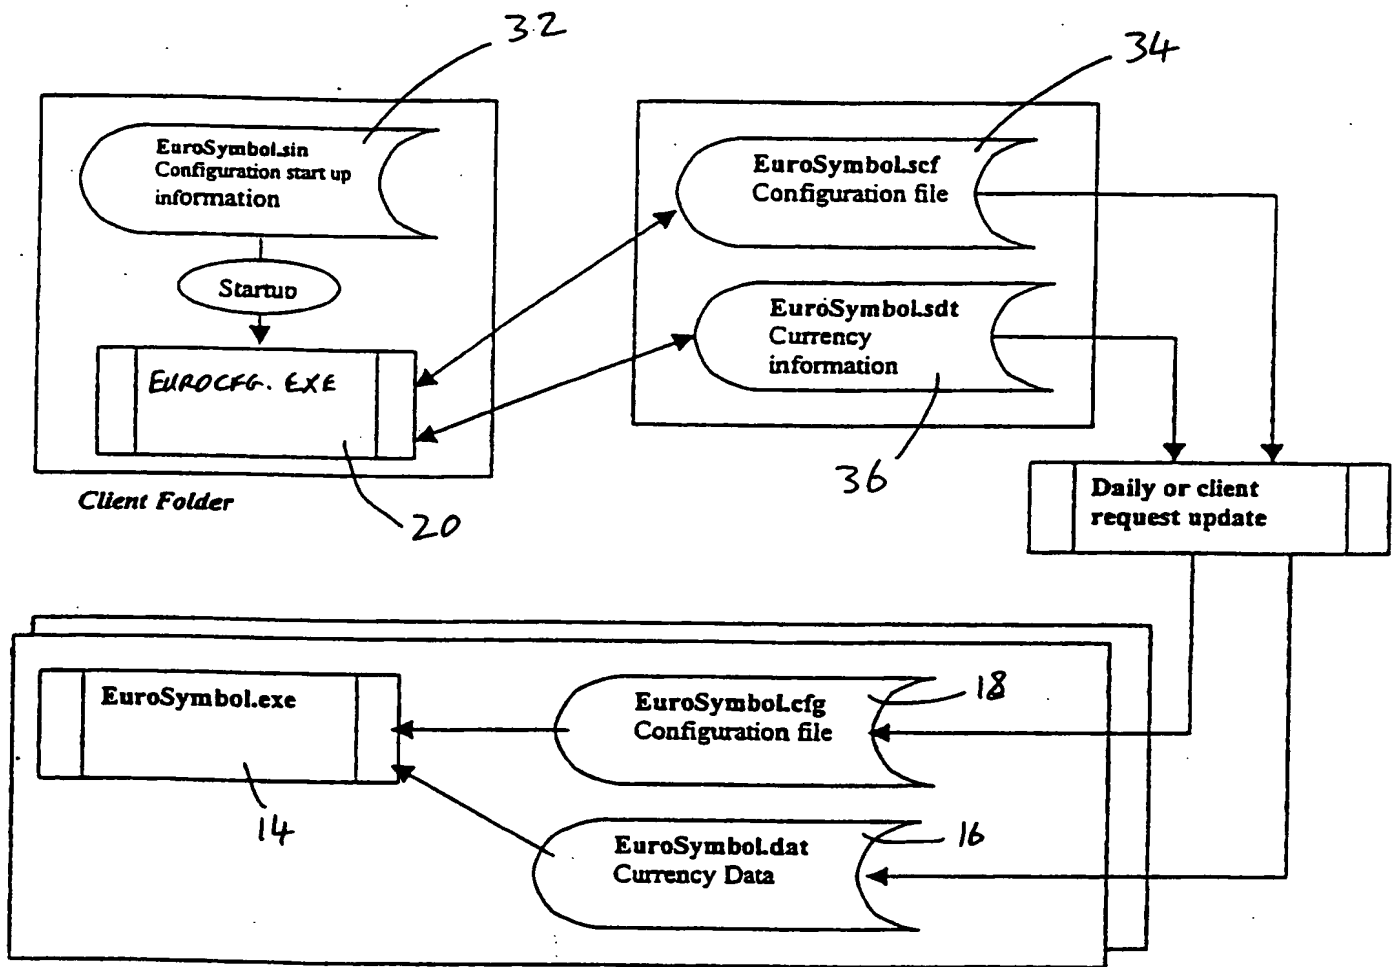 32
34
EuroSymbol.sin
Configuration start up
information
Startup
EUROCFG. EXE
20
Client Folder
EuroSymbol.scf
Configuration file
EuroSymbol.sdt
Currency
information
36
Daily or client
request update
EuroSymbol.exe
14
EuroSymbol.cfg
Configuration file
18
EuroSymbol.dat
Currency Data
16